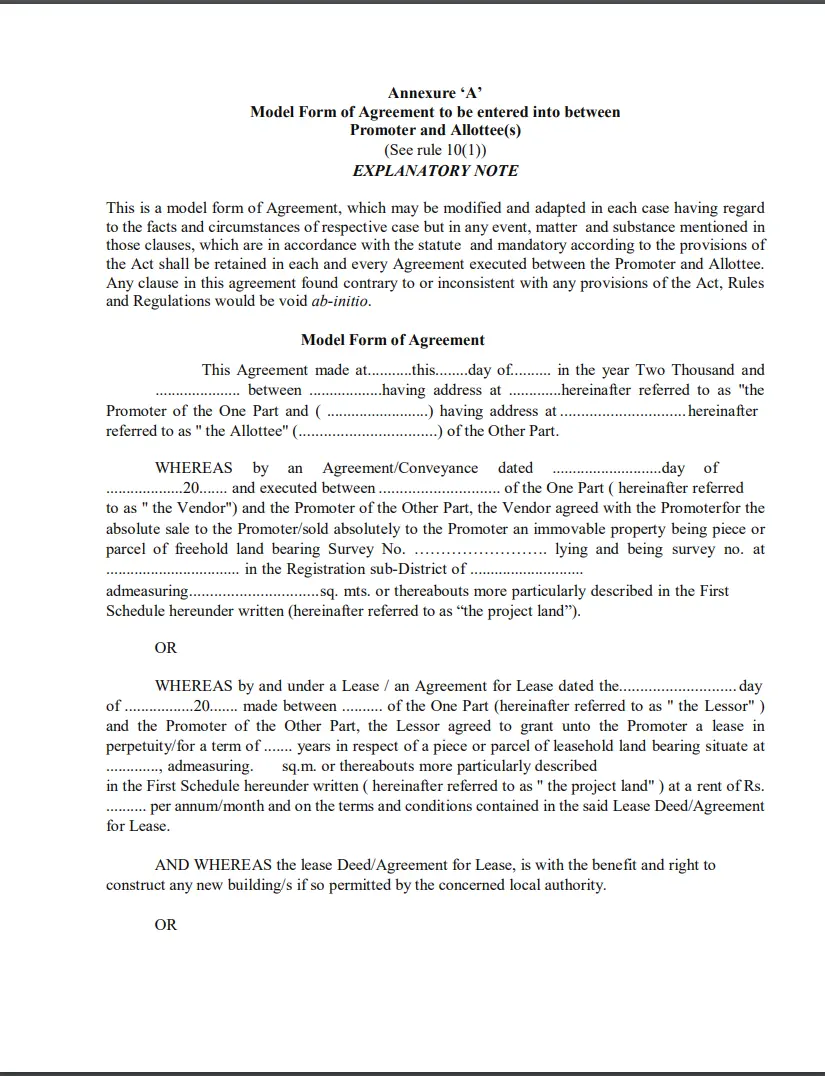 Annexure ‘A’
Model Form of Agreement to be entered into between
Promoter and Allottee(s)
(See rule 10(1))
EXPLANATORY NOTE
This is a model form of Agreement, which may be modified and adapted in each case having regard
to the facts and circumstances of respective case but in any event, matter and substance mentioned in
those clauses, which are in accordance with the statute and mandatory according to the provisions of
the Act shall be retained in each and every Agreement executed between the Promoter and Allottee.
Any clause in this agreement found contrary to or inconsistent with any provisions of the Act, Rules
and Regulations would be void ab-initio.
Model Form of Agreement
This Agreement made at...........this........day of.......... in the year Two Thousand and
..................... between ..................having address at .............hereinafter referred to as "the
Promoter of the One Part and ( .........................) having address at ............................... hereinafter
referred to as " the Allottee" (..................................) of the Other Part.
WHEREAS by an Agreement/Conveyance dated ...........................day of
...................20....... and executed between .............................. of the One Part ( hereinafter referred
to as " the Vendor") and the Promoter of the Other Part, the Vendor agreed with the Promoterfor the
absolute sale to the Promoter/sold absolutely to the Promoter an immovable property being piece or
parcel of freehold land bearing Survey No. ……………………. lying and being survey no. at
................................. in the Registration sub-District of ............................
admeasuring................................sq. mts. or thereabouts more particularly described in the First
Schedule hereunder written (hereinafter referred to as “the project land”).
OR
WHEREAS by and under a Lease / an Agreement for Lease dated the............................ day
of .................20....... made between .......... of the One Part (hereinafter referred to as " the Lessor" )
and the Promoter of the Other Part, the Lessor agreed to grant unto the Promoter a lease in
perpetuity/for a term of ....... years in respect of a piece or parcel of leasehold land bearing situate at
............., admeasuring. sq.m. or thereabouts more particularly described
in the First Schedule hereunder written ( hereinafter referred to as " the project land" ) at a rent of Rs.
.......... per annum/month and on the terms and conditions contained in the said Lease Deed/Agreement
for Lease.
AND WHEREAS the lease Deed/Agreement for Lease, is with the benefit and right to
construct any new building/s if so permitted by the concerned local authority.
OR